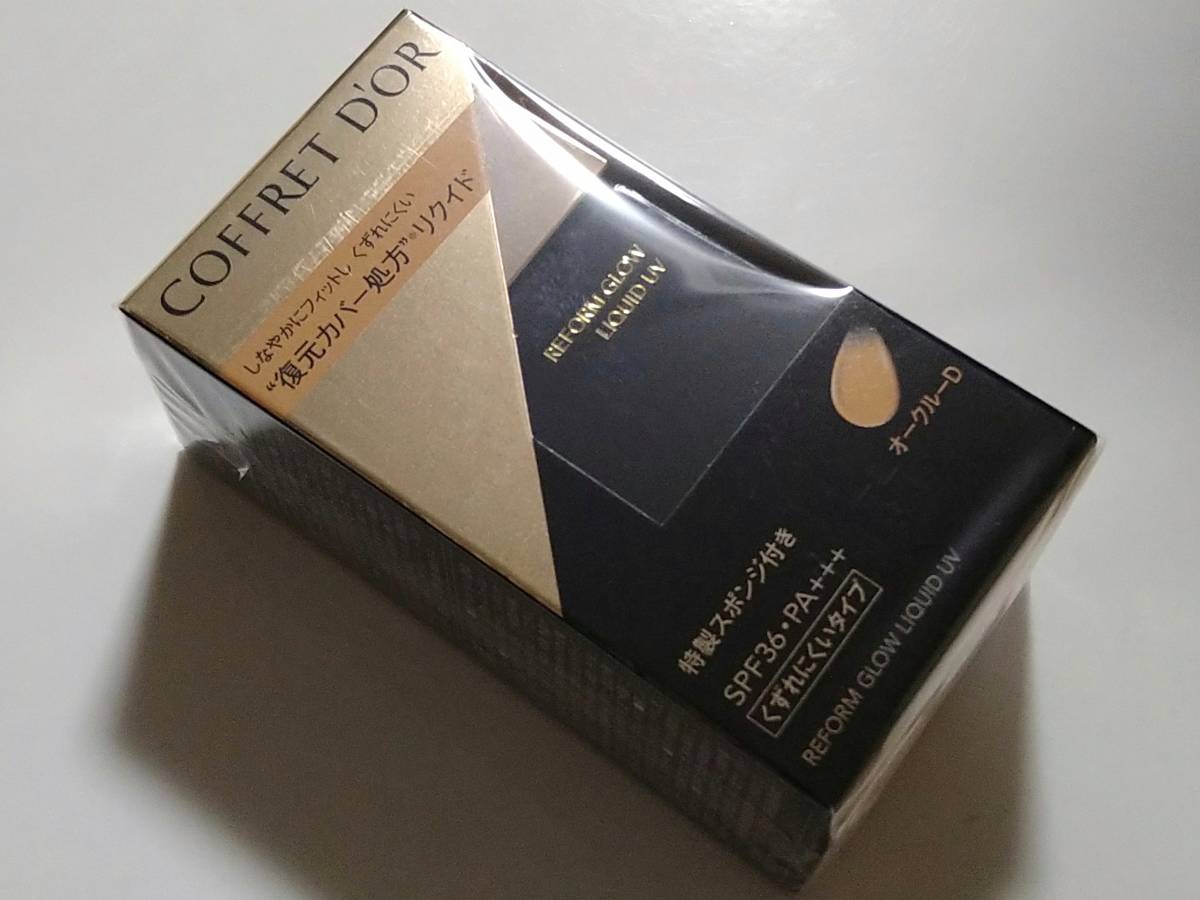 COFFRET D'OR
しなやかにフィットし くずれにくい
“復元カバー処方”※リクイド
REFORM GLOW
LIQUID UV
オークルーD
特製スポンジ付き
SPF36・PA+++
くずれにくいタイプ
REFORM GLOW LIQUID UV